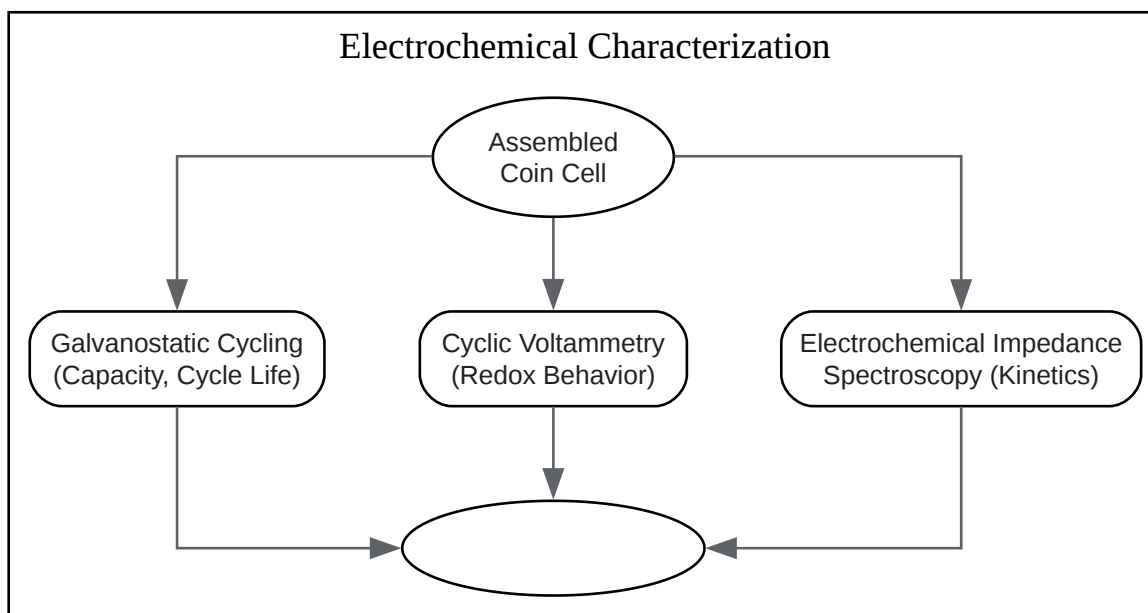 Electrochemical Characterization
Assembled
Coin Cell
Galvanostatic Cycling
(Capacity, Cycle Life)
Cyclic Voltammetry
(Redox Behavior)
Electrochemical Impedance
Spectroscopy (Kinetics)